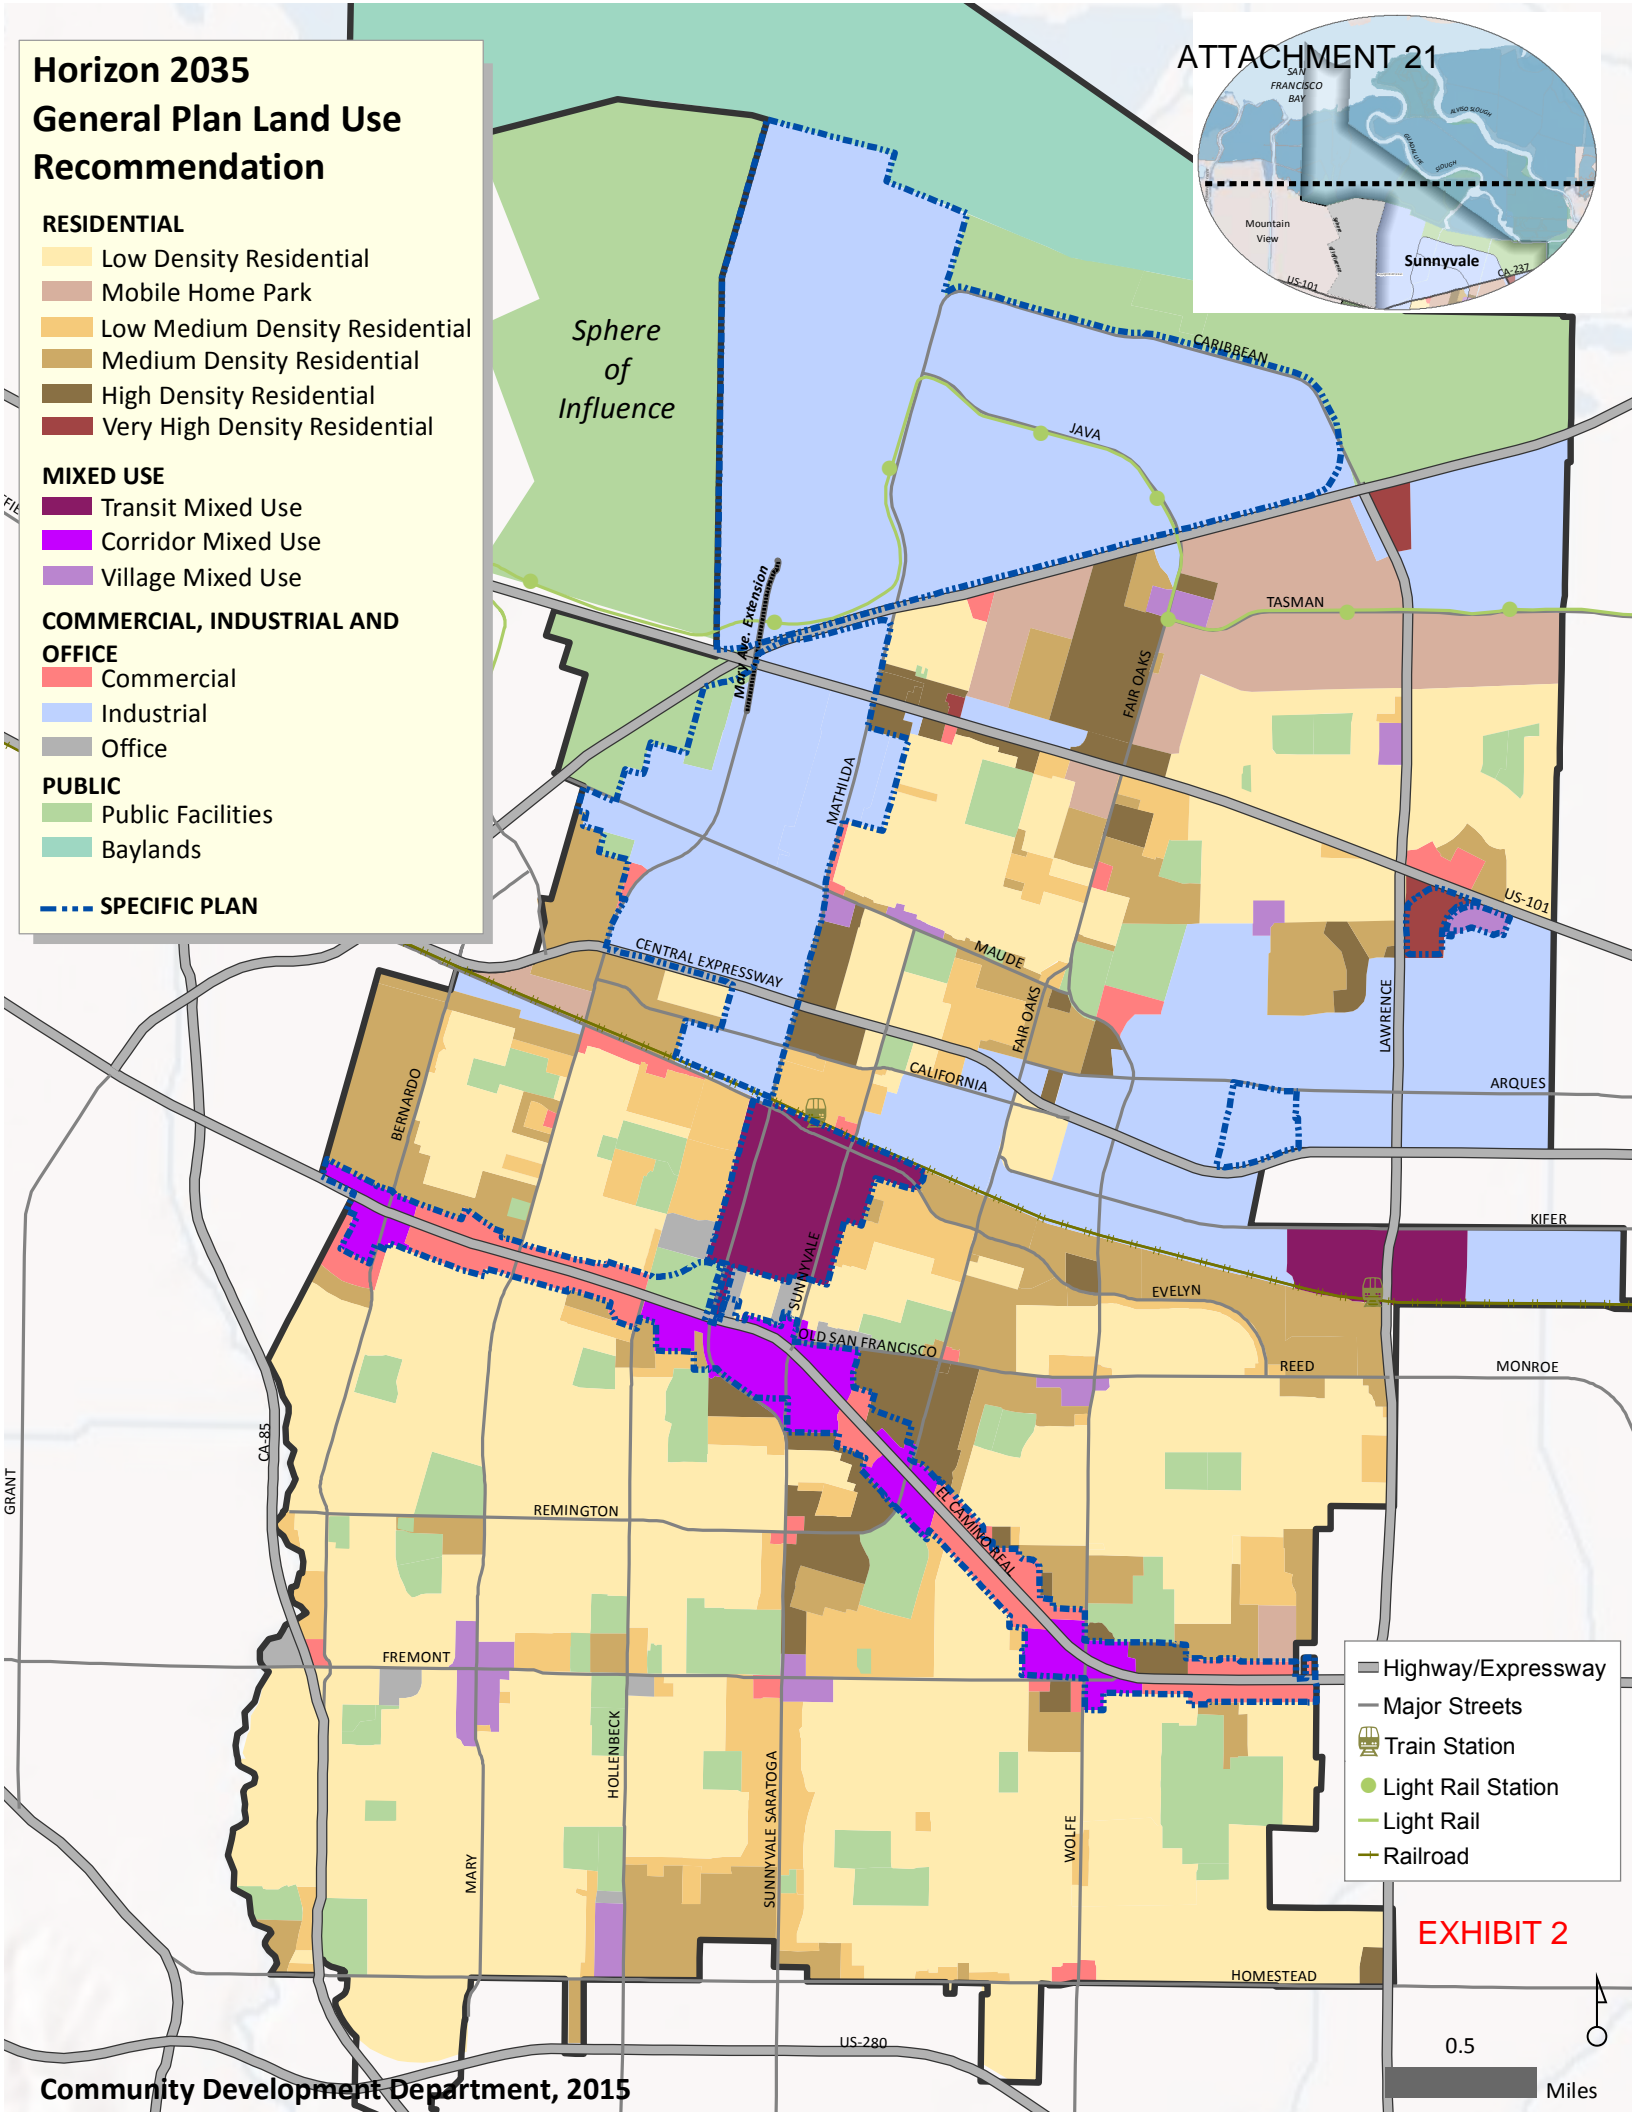 Horizon 2035
General Plan Land Use
Recommendation
RESIDENTIAL
Low Density Residential
Mobile Home Park
Low Medium Density Residential
Medium Density Residential
High Density Residential
Very High Density Residential
MIXED USE
Transit Mixed Use
Corridor Mixed Use
Village Mixed Use
COMMERCIAL, INDUSTRIAL AND
OFFICE
Commercial
Industrial
Office
PUBLIC
Public Facilities
Baylands
SPECIFIC PLAN
ATTACHMENT 21
SAN
FRANCISCO
BAY
ALVISO SLOUGH
GUADALUPE
SLOUGH
Mountain
View
Sunnyvale
US-101
CA-237
Sphere
of
Influence
CARIBBEAN
JAVA
TASMAN
Mary Ave. Extension
FAIR OAKS
MATHILDA
US-101
MAUDE
CENTRAL EXPRESSWAY
FAIR OAKS
LAWRENCE
CALIFORNIA
ARQUES
BERNARDO
KIFER
SUNNYVALE
EVELYN
OLD SAN FRANCISCO
REED
MONROE
CA-85
GRANT
REMINGTON
EL CAMINO REAL
FREMONT
HOLLENBECK
SUNNYVALE SARATOGA
MARY
WOLFE
HOMESTEAD
US-280
Highway/Expressway
Major Streets
Train Station
Light Rail Station
Light Rail
Railroad
EXHIBIT 2
0.5
Miles
Community Development Department, 2015